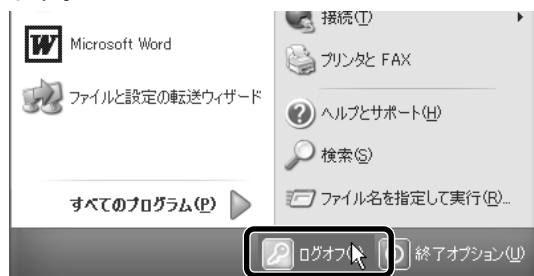 接続(T)
Microsoft Word
プリンタと FAX
ファイルと設定の転送ウィザード
ヘルプとサポート(H)
検索(S)
すべてのプログラム(P)
ファイル名を指定して実行(R)...
ログオフ
終了オプション(U)